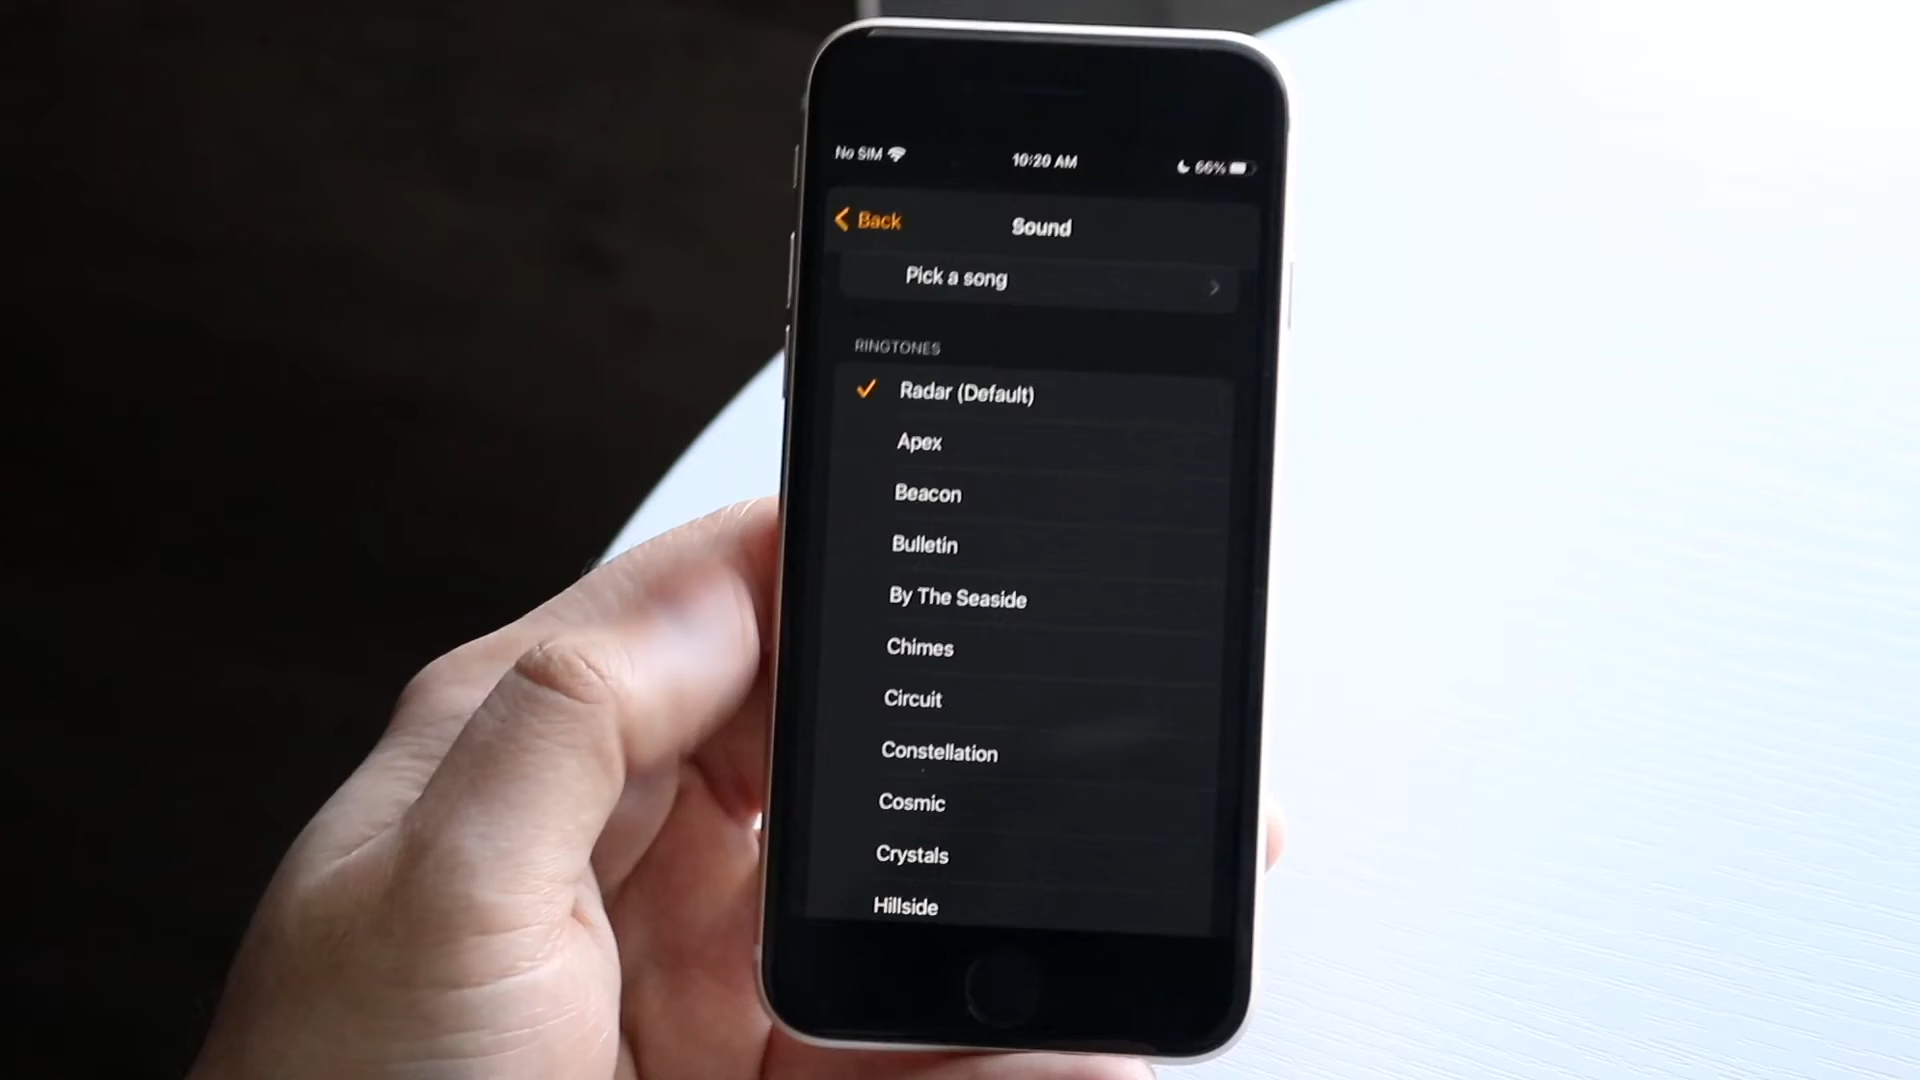 No SIM
10:20 AM
66%
Back
Sound
Pick a song
RINGTONES
Radar (Default)
Apex
Beacon
Bulletin
By The Seaside
Chimes
Circuit
Constellation
Cosmic
Crystals
Hillside